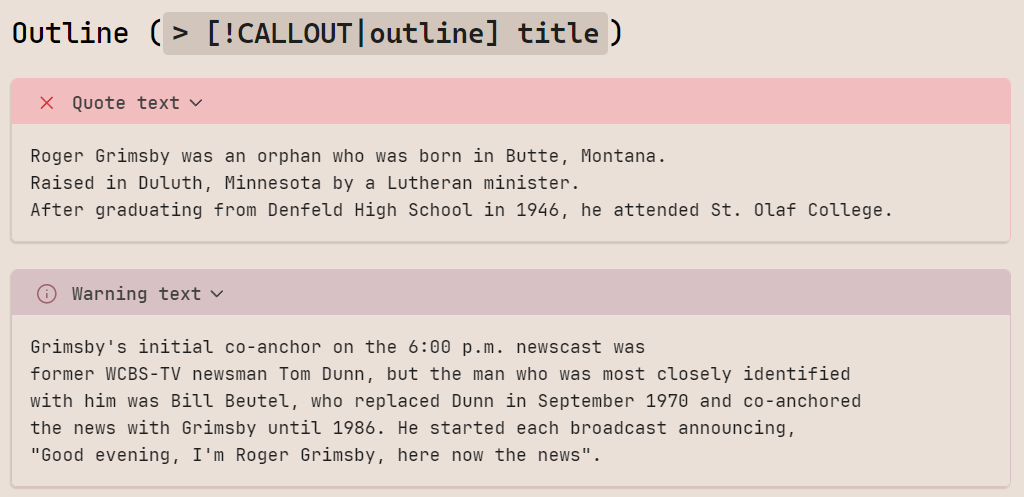 Outline (> [!CALLOUT|outline] title)
Quote text
Roger Grimsby was an orphan who was born in Butte, Montana.
Raised in Duluth, Minnesota by a Lutheran minister.
After graduating from Denfeld High School in 1946, he attended St. Olaf College.
Warning text
Grimsby's initial co-anchor on the 6:00 p.m. newscast was
former WCBS-TV newsman Tom Dunn, but the man who was most closely identified
with him was Bill Beutel, who replaced Dunn in September 1970 and co-anchored
the news with Grimsby until 1986. He started each broadcast announcing,
"Good evening, I'm Roger Grimsby, here now the news".